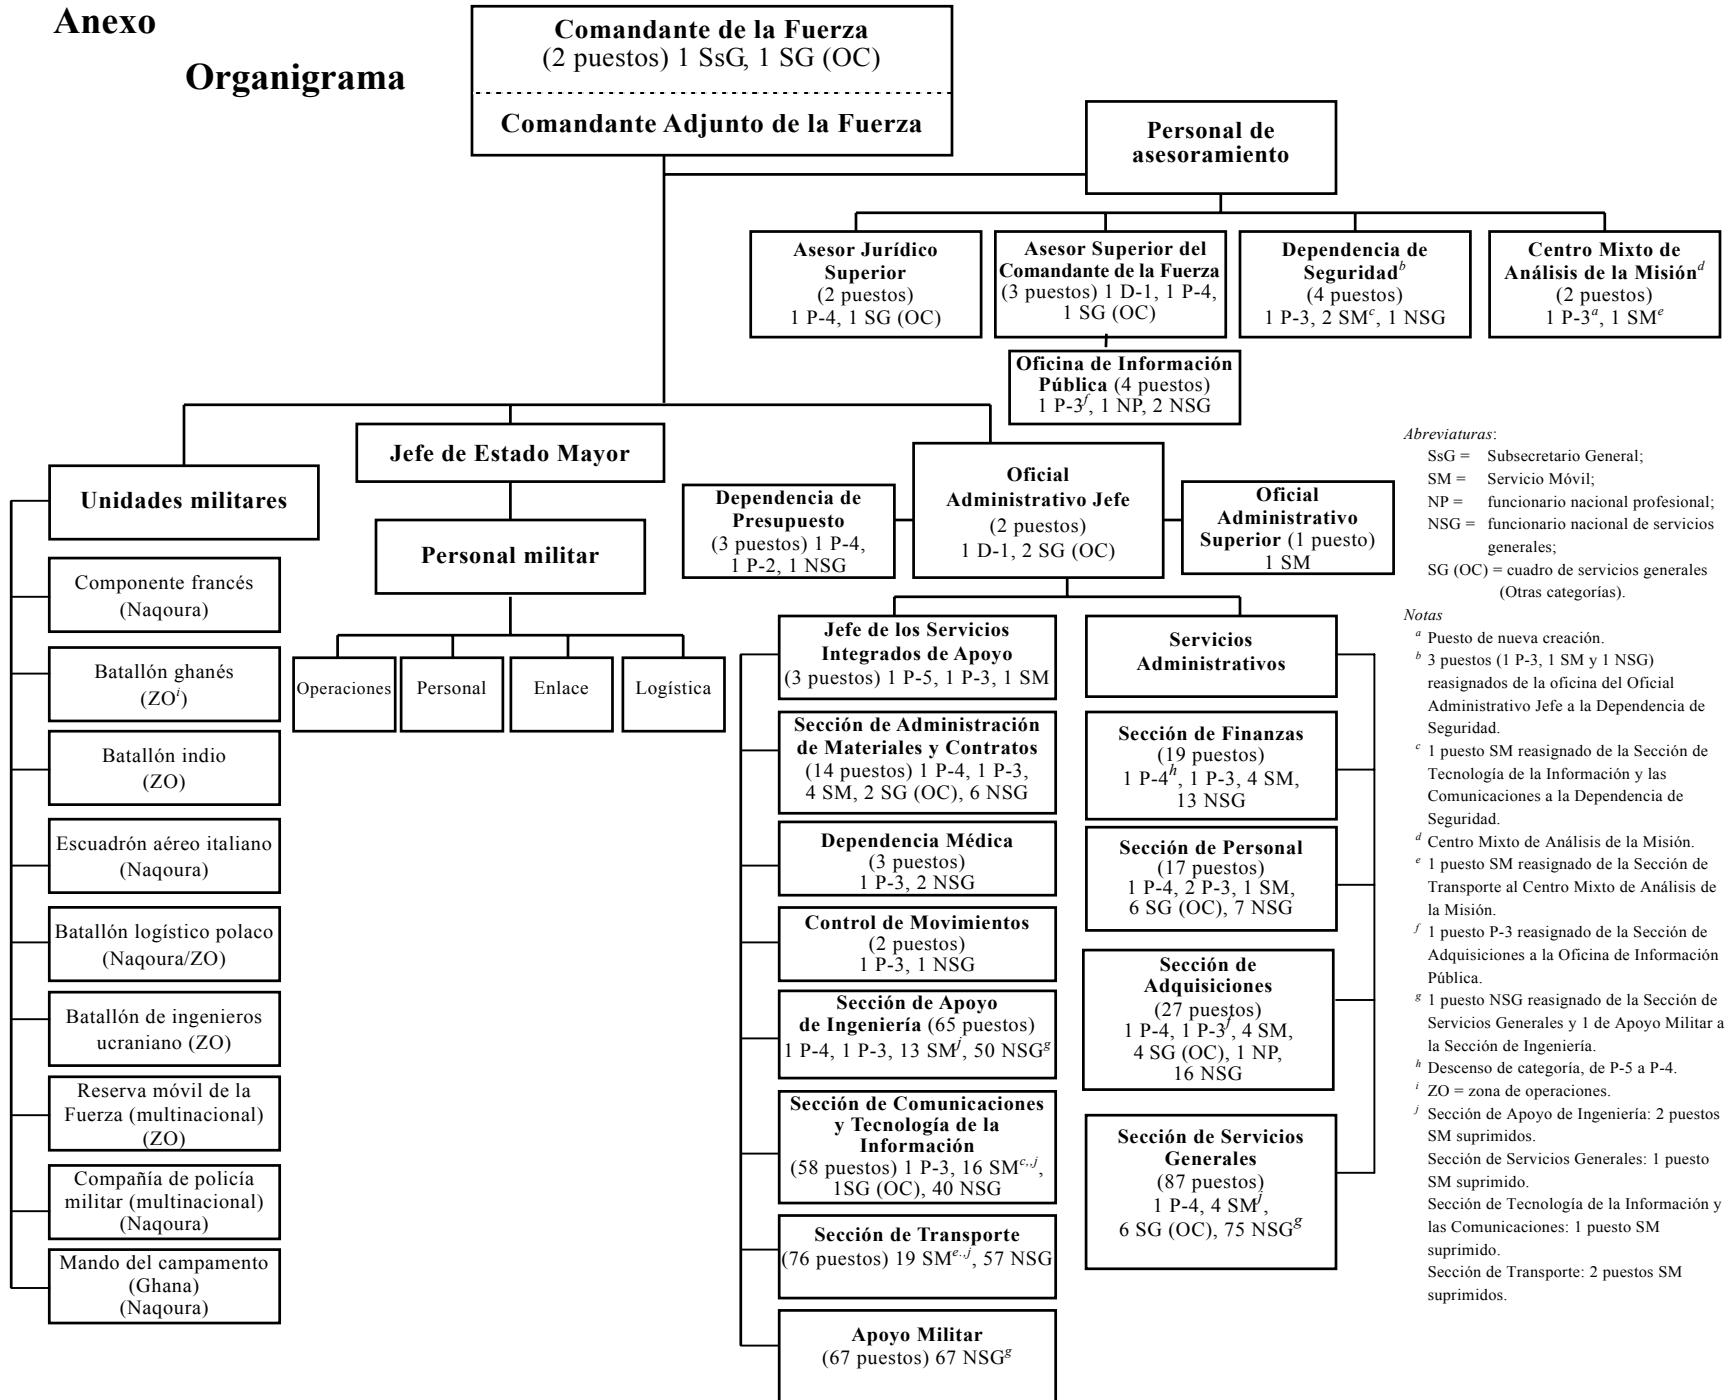 Anexo
Organigrama
Comandante de la Fuerza
(2 puestos) 1 SsG, 1 SG (OC)
Comandante Adjunto de la Fuerza
Personal de
asesoramiento
Asesor Jurídico
Superior
(2 puestos)
1 P-4, 1 SG (OC)
Asesor Superior del
Comandante de la Fuerza
(3 puestos) 1 D-1, 1 P-4,
1 SG (OC)
Dependencia de
Seguridad^b
(4 puestos)
1 P-3, 2 SM^c, 1 NSG
Centro Mixto de
Análisis de la Misión^d
(2 puestos)
1 P-3^a, 1 SM^e
Oficina de Información
Pública (4 puestos)
1 P-3^f, 1 NP, 2 NSG
Unidades militares
Componente francés
(Naqoura)
Batallón ghanés
(ZO^i)
Batallón indio
(ZO)
Escuadrón aéreo italiano
(Naqoura)
Batallón logístico polaco
(Naqoura/ZO)
Batallón de ingenieros
ucraniano (ZO)
Reserva móvil de la
Fuerza (multinacional)
(ZO)
Compañía de policía
militar (multinacional)
(Naqoura)
Mando del campamento
(Ghana)
(Naqoura)
Jefe de Estado Mayor
Personal militar
Operaciones
Personal
Enlace
Logística
Dependencia de
Presupuesto
(3 puestos) 1 P-4,
1 P-2, 1 NSG
Oficial
Administrativo Jefe
(2 puestos)
1 D-1, 2 SG (OC)
Oficial
Administrativo
Superior (1 puesto)
1 SM
Jefe de los Servicios
Integrados de Apoyo
(3 puestos) 1 P-5, 1 P-3, 1 SM
Sección de Administración
de Materiales y Contratos
(14 puestos) 1 P-4, 1 P-3,
4 SM, 2 SG (OC), 6 NSG
Dependencia Médica
(3 puestos)
1 P-3, 2 NSG
Control de Movimientos
(2 puestos)
1 P-3, 1 NSG
Sección de Apoyo
de Ingeniería (65 puestos)
1 P-4, 1 P-3, 13 SM^j, 50 NSG^g
Sección de Comunicaciones
y Tecnología de la
Información
(58 puestos) 1 P-3, 16 SM^c,,j,
1SG (OC), 40 NSG
Sección de Transporte
(76 puestos) 19 SM^e.,j, 57 NSG
Apoyo Militar
(67 puestos) 67 NSG^g
Servicios
Administrativos
Sección de Finanzas
(19 puestos)
1 P-4^h, 1 P-3, 4 SM,
13 NSG
Sección de Personal
(17 puestos)
1 P-4, 2 P-3, 1 SM,
6 SG (OC), 7 NSG
Sección de
Adquisiciones
(27 puestos)
1 P-4, 1 P-3^f, 4 SM,
4 SG (OC), 1 NP,
16 NSG
Sección de Servicios
Generales
(87 puestos)
1 P-4, 4 SM^j,
6 SG (OC), 75 NSG^g
Abreviaturas:
SsG = Subsecretario General;
SM = Servicio Móvil;
NP = funcionario nacional profesional;
NSG = funcionario nacional de servicios
generales;
SG (OC) = cuadro de servicios generales
(Otras categorías).
Notas
^a Puesto de nueva creación.
^b 3 puestos (1 P-3, 1 SM y 1 NSG)
reasignados de la oficina del Oficial
Administrativo Jefe a la Dependencia de
Seguridad.
^c 1 puesto SM reasignado de la Sección de
Tecnología de la Información y las
Comunicaciones a la Dependencia de
Seguridad.
^d Centro Mixto de Análisis de la Misión.
^e 1 puesto SM reasignado de la Sección de
Transporte al Centro Mixto de Análisis de
la Misión.
^f 1 puesto P-3 reasignado de la Sección de
Adquisiciones a la Oficina de Información
Pública.
^g 1 puesto NSG reasignado de la Sección de
Servicios Generales y 1 de Apoyo Militar a
la Sección de Ingeniería.
^h Descenso de categoría, de P-5 a P-4.
^i ZO = zona de operaciones.
^j Sección de Apoyo de Ingeniería: 2 puestos
SM suprimidos.
Sección de Servicios Generales: 1 puesto
SM suprimido.
Sección de Tecnología de la Información y
las Comunicaciones: 1 puesto SM
suprimido.
Sección de Transporte: 2 puestos SM
suprimidos.